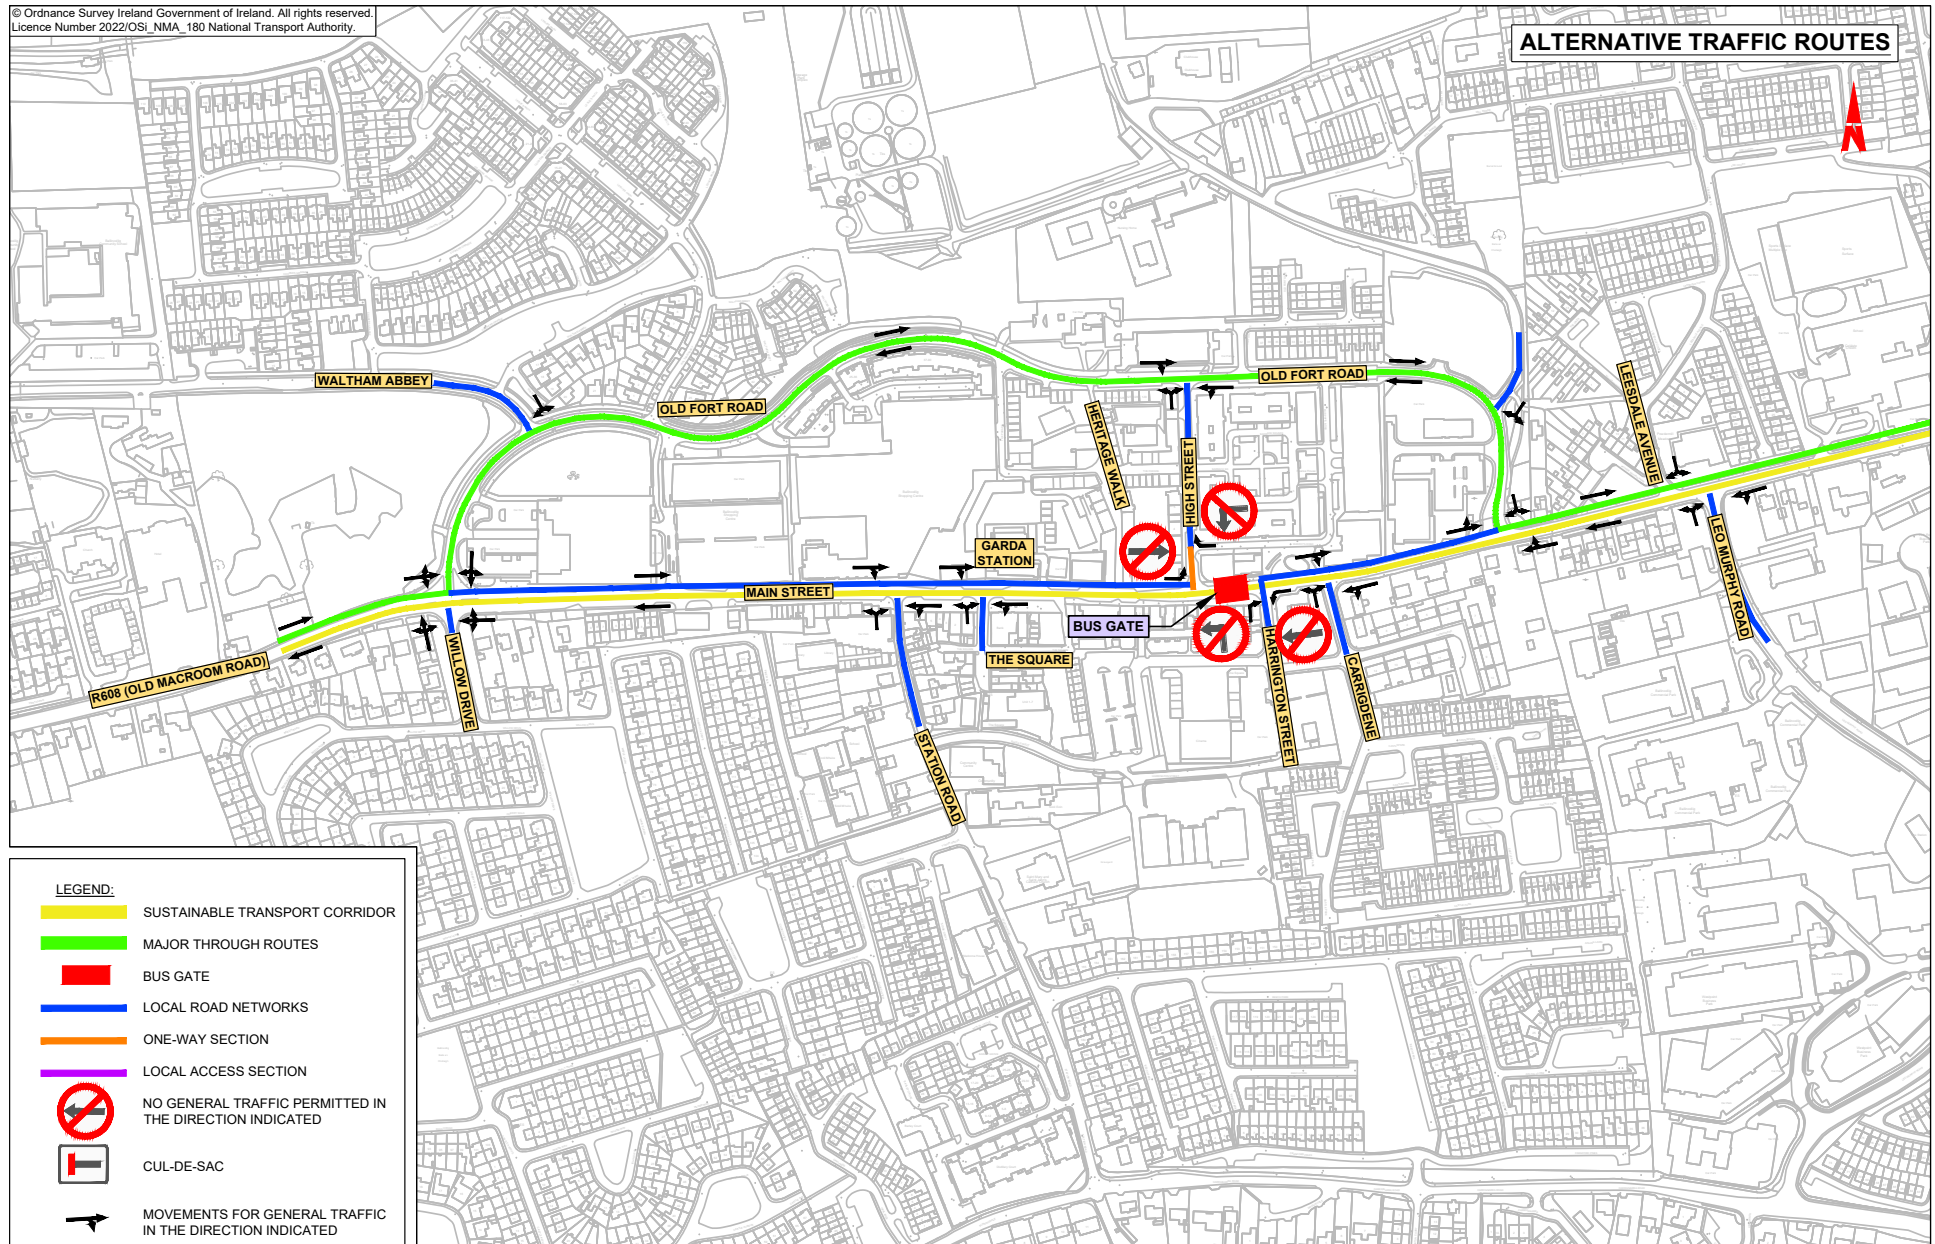 © Ordnance Survey Ireland Government of Ireland. All rights reserved.
Licence Number 2022/OSi_NMA_180 National Transport Authority.
ALTERNATIVE TRAFFIC ROUTES
N
WALTHAM ABBEY
OLD FORT ROAD
OLD FORT ROAD
LEESDALE AVENUE
HERITAGE WALK
HIGH STREET
GARDA
STATION
MAIN STREET
BUS GATE
THE SQUARE
R608 (OLD MACROOM ROAD)
WILLOW DRIVE
STATION ROAD
HARRINGTON STREET
CARRIGDENE
LEO MURPHY ROAD
LEGEND:
SUSTAINABLE TRANSPORT CORRIDOR
MAJOR THROUGH ROUTES
BUS GATE
LOCAL ROAD NETWORKS
ONE-WAY SECTION
LOCAL ACCESS SECTION
NO GENERAL TRAFFIC PERMITTED IN
THE DIRECTION INDICATED
CUL-DE-SAC
MOVEMENTS FOR GENERAL TRAFFIC
IN THE DIRECTION INDICATED